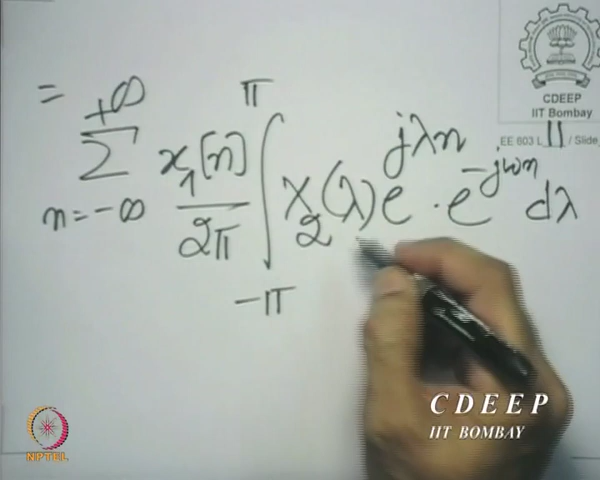 CDEEP
IIT Bombay
EE 603 L 11 / Slide
= +∞ Σ n=-∞ x₁[n] / 2π ∫ π -π X₂(λ) e^{jλn} . e^{-jωn} dλ
CDEEP
IIT BOMBAY
NPTEL